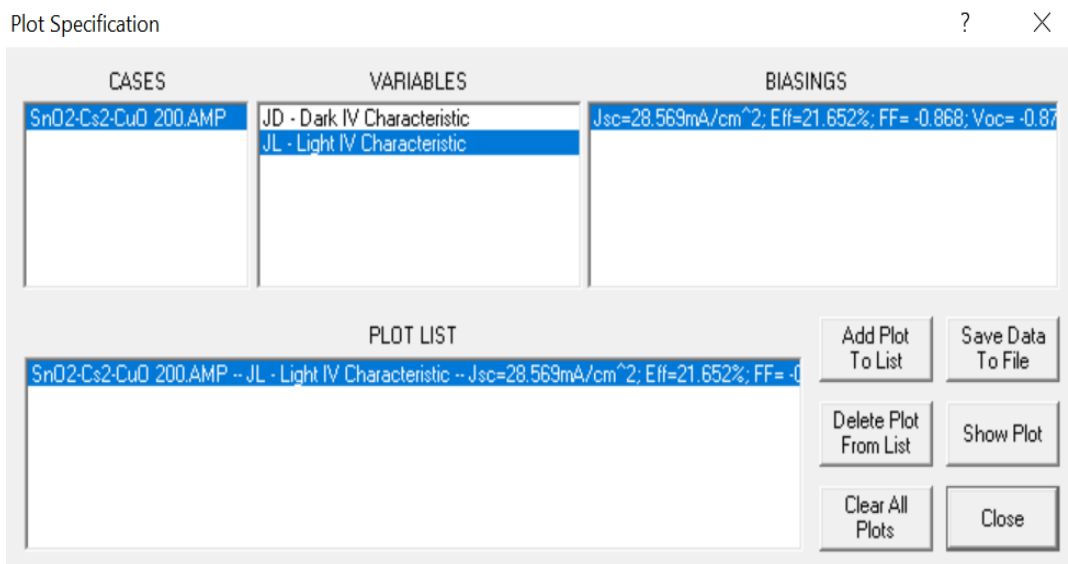 Plot Specification
?
CASES
VARIABLES
BIASINGS
SnO2-Cs2-CuO 200.AMP
JD - Dark IV Characteristic
JL - Light IV Characteristic
Jsc=28.569mA/cm^2; Eff=21.652%; FF= -0.868; Voc= -0.87
PLOT LIST
SnO2-Cs2-CuO 200.AMP -- JL - Light IV Characteristic -- Jsc=28.569mA/cm^2; Eff=21.652%; FF= -0
Add Plot
To List
Save Data
To File
Delete Plot
From List
Show Plot
Clear All
Plots
Close